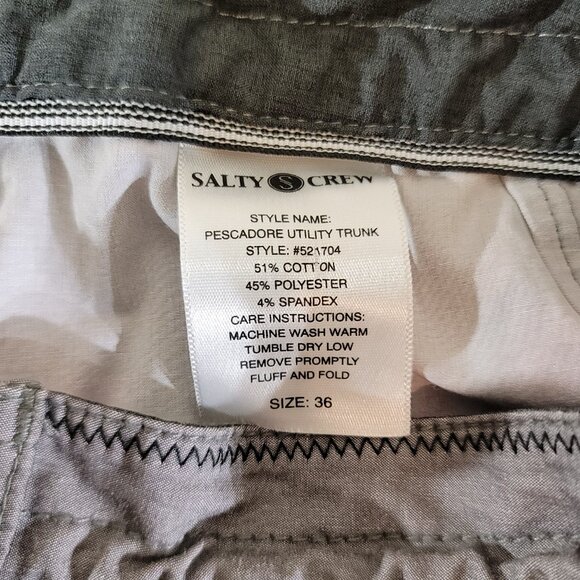 SALTY S CREW
STYLE NAME:
PESCADORE UTILITY TRUNK
STYLE: #521704
51% COTTON
45% POLYESTER
4% SPANDEX
CARE INSTRUCTIONS:
MACHINE WASH WARM
TUMBLE DRY LOW
REMOVE PROMPTLY
FLUFF AND FOLD
SIZE: 36